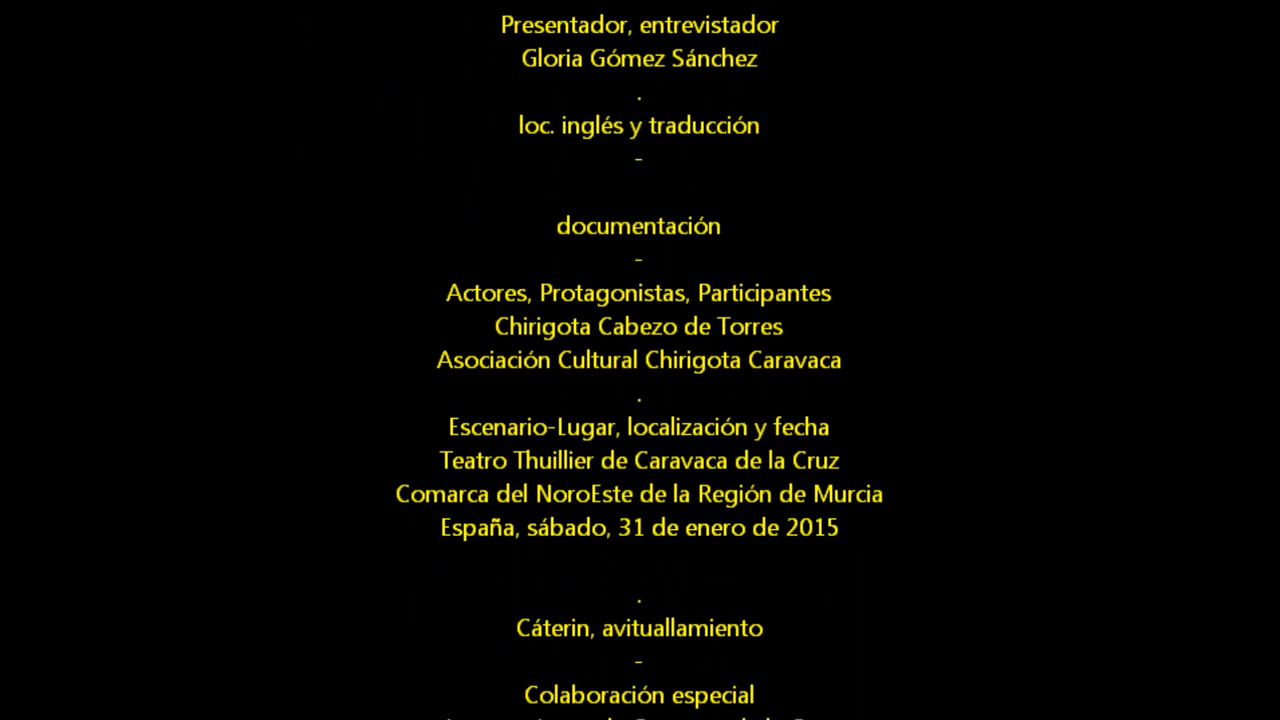 Presentador, entrevistador
Gloria Gómez Sánchez
.
loc. inglés y traducción
-
documentación
-
Actores, Protagonistas, Participantes
Chirigota Cabezo de Torres
Asociación Cultural Chirigota Caravaca
.
Escenario-Lugar, localización y fecha
Teatro Thuillier de Caravaca de la Cruz
Comarca del NoroEste de la Región de Murcia
España, sábado, 31 de enero de 2015
.
Cáterin, avituallamiento
-
Colaboración especial